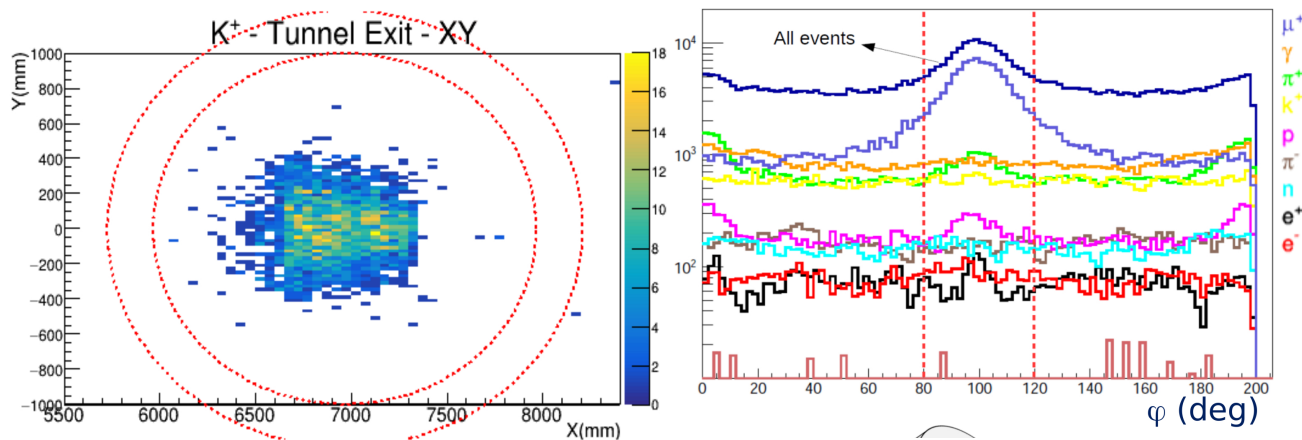 K⁺ - Tunnel Exit - XY
Y(mm)
1000
800
600
400
200
0
−200
−400
−600
−800
−1000
5500
6000
6500
7000
7500
8000
X(mm)
18
16
14
12
10
8
6
4
2
0
All events
10⁴
10³
10²
0
20
40
60
80
100
120
140
160
180
200
φ (deg)
μ⁺
γ
π⁺
k⁺
p
π⁻
n
e⁺
e⁻